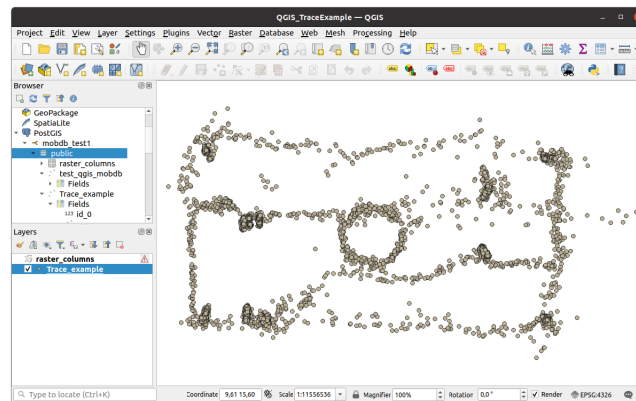 QGIS_TraceExample — QGIS
Project Edit View Layer Settings Plugins Vector Raster Database Web Mesh Processing Help
Browser
GeoPackage
SpatiaLite
PostGIS
mobdb_test1
public
raster_columns
test_qgis_mobdb
Fields
Trace_example
Fields
123 id_0
Layers
raster_columns
Trace_example
Type to locate (Ctrl+K) Coordinate 9,61 15,60 Scale 1:11556536 Magnifier 100% Rotation 0,0° Render EPSG:4326